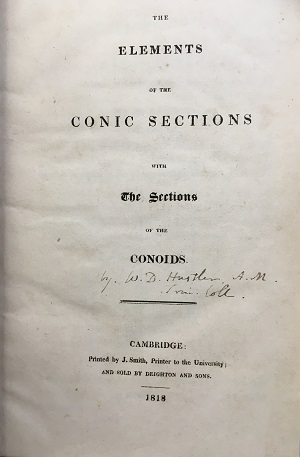 THE
ELEMENTS
OF THE
CONIC SECTIONS
WITH
The Sections
OF THE
CONOIDS.
by W. D. Hustler A.M.
Coll.
CAMBRIDGE:
Printed by J. Smith, Printer to the University;
AND SOLD BY DEIGHTON AND SONS.
1818